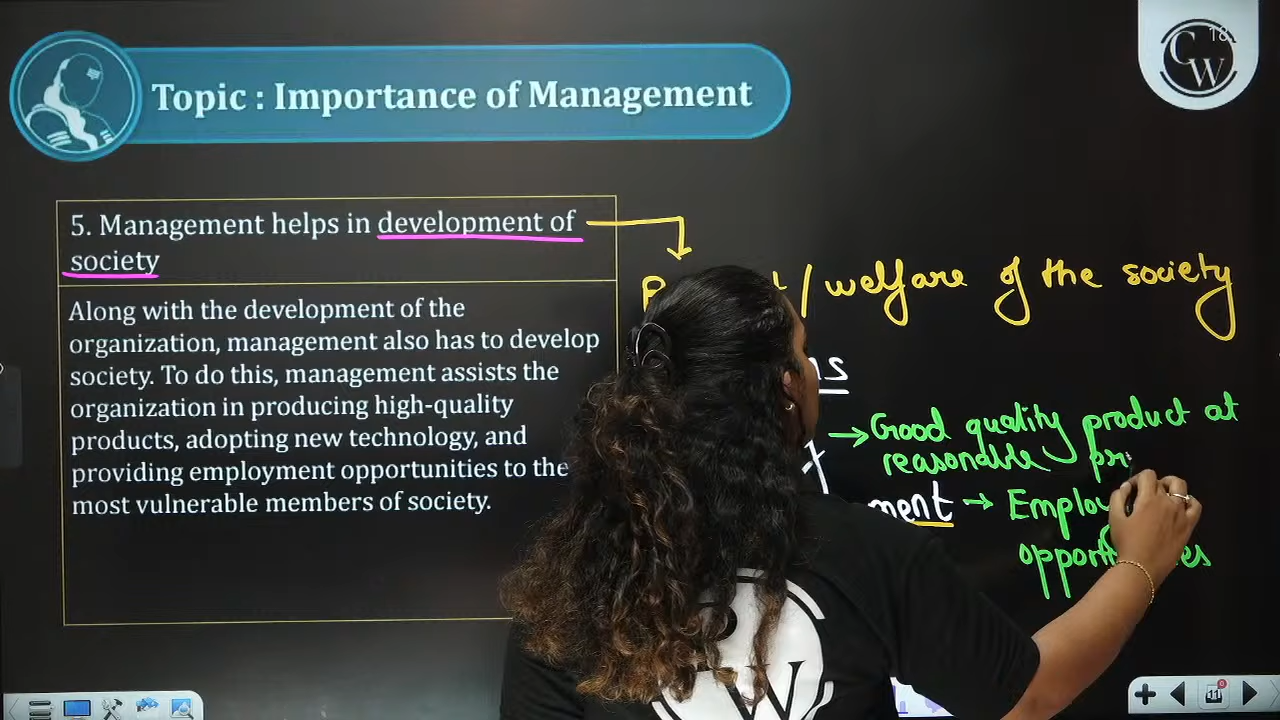 18
CW
Topic : Importance of Management
5. Management helps in development of
society
Along with the development of the
organization, management also has to develop
society. To do this, management assists the
organization in producing high-quality
products, adopting new technology, and
providing employment opportunities to the
most vulnerable members of society.
/ welfare of the society
→ Good quality product at
reasonable
ment →
11
W